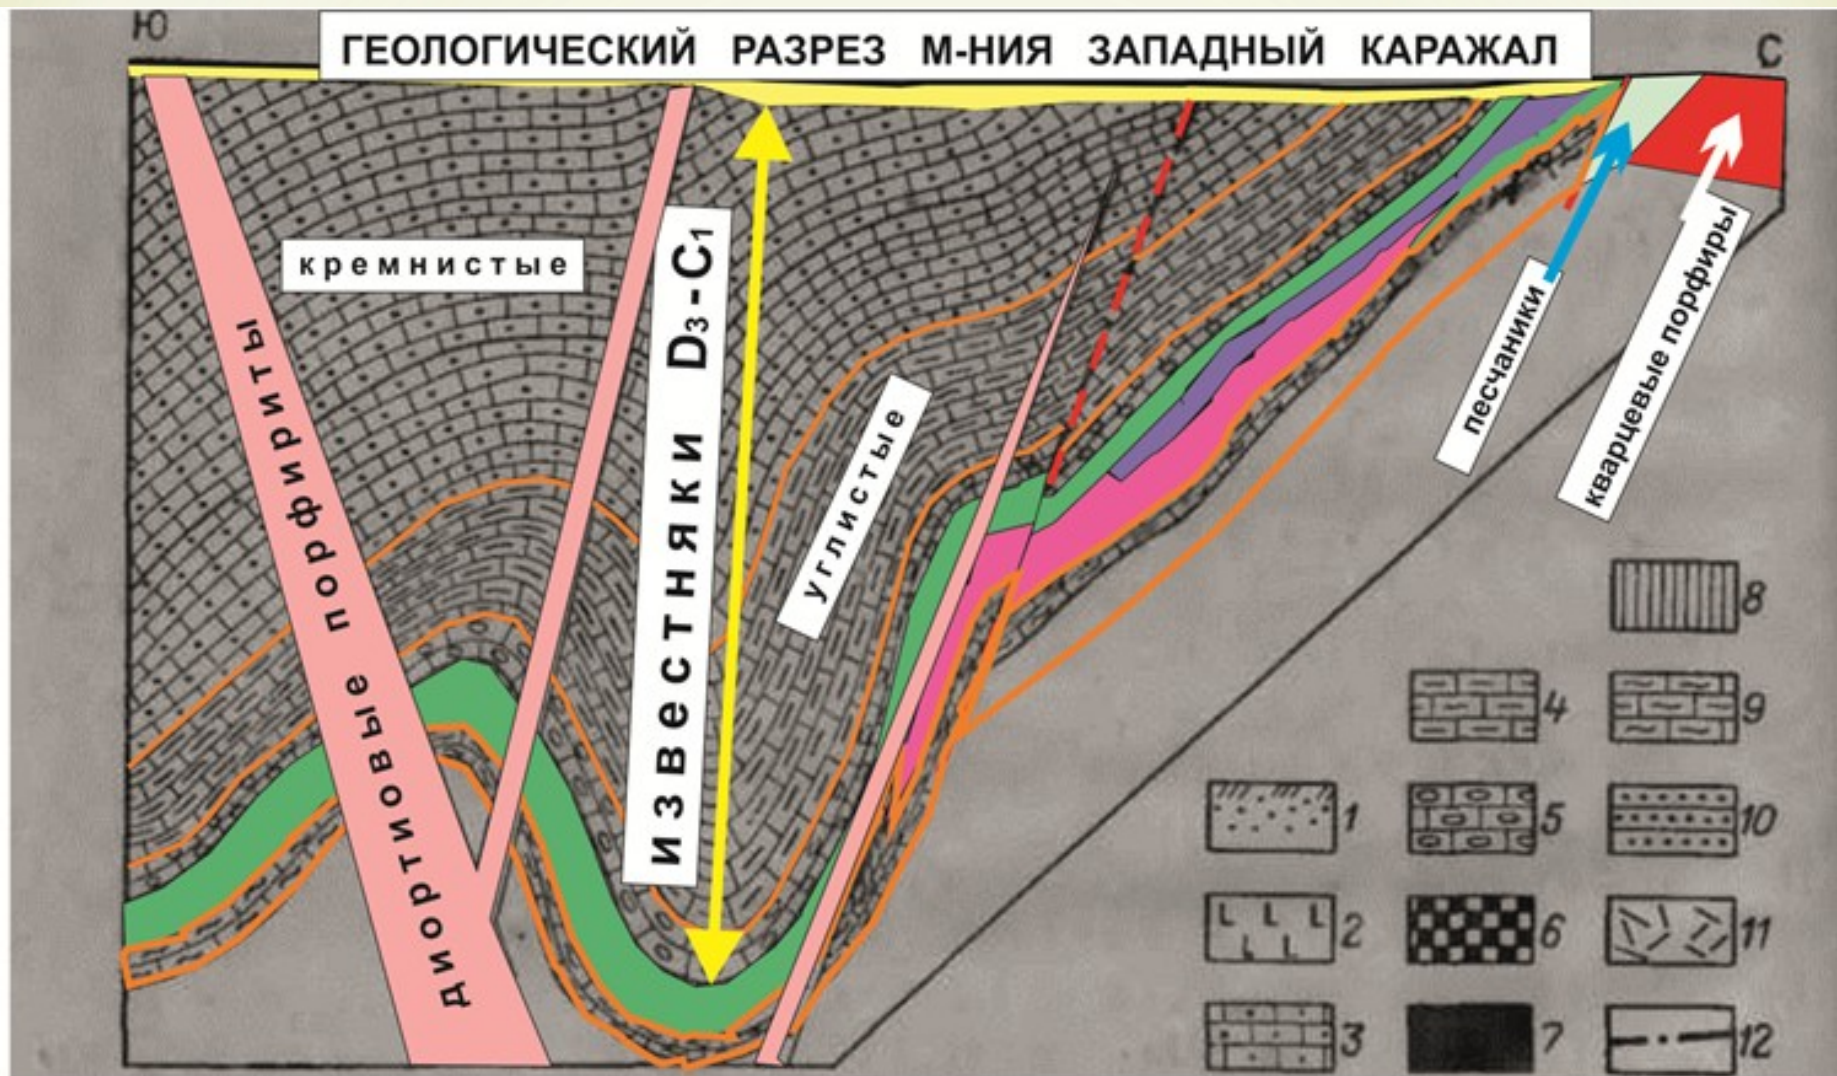 Ю
ГЕОЛОГИЧЕСКИЙ РАЗРЕЗ М-НИЯ ЗАПАДНЫЙ КАРАЖАЛ
С
кремнистые
диортиовые порфириты
известняки D₃-C₁
углистые
песчаники
кварцевые порфиры
8
4
9
1
5
10
2
6
11
3
7
12